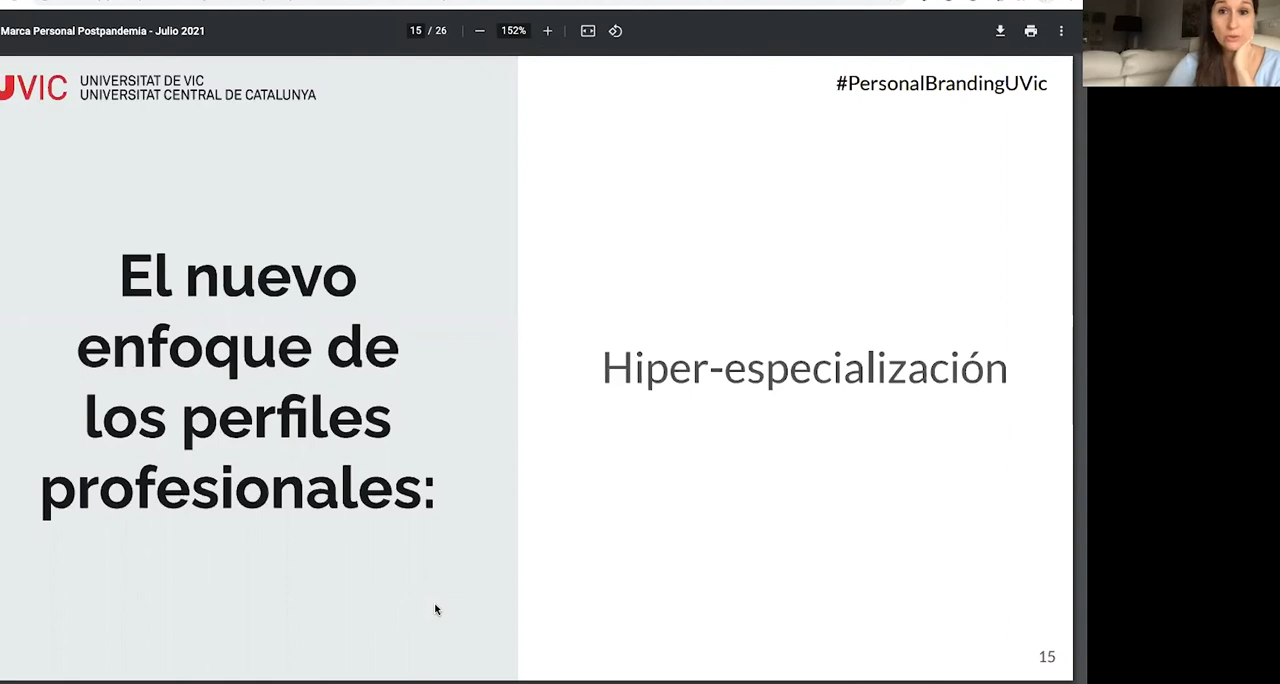 Marca Personal Postpandemia - Julio 2021
15 / 26
152%
UVIC
UNIVERSITAT DE VIC
UNIVERSITAT CENTRAL DE CATALUNYA
#PersonalBrandingUVic
El nuevo
enfoque de
los perfiles
profesionales:
Hiper-especialización
15